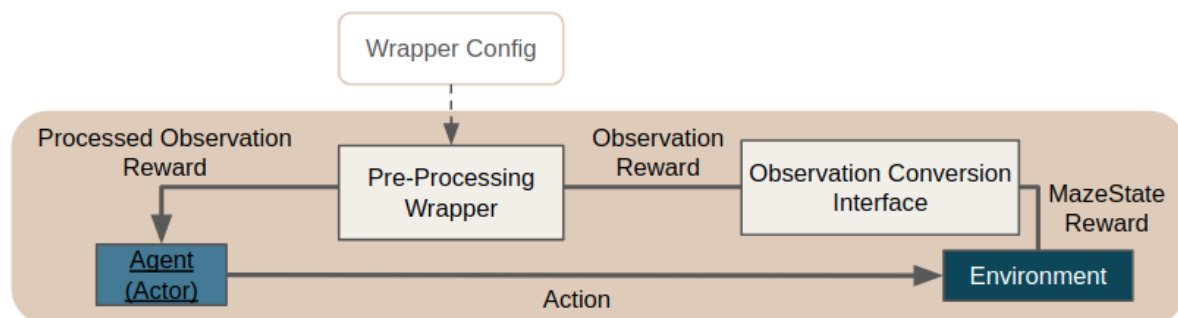 Wrapper Config
Processed Observation
Reward
Pre-Processing
Wrapper
Observation
Reward
Observation Conversion
Interface
MazeState
Reward
Agent
(Actor)
Action
Environment